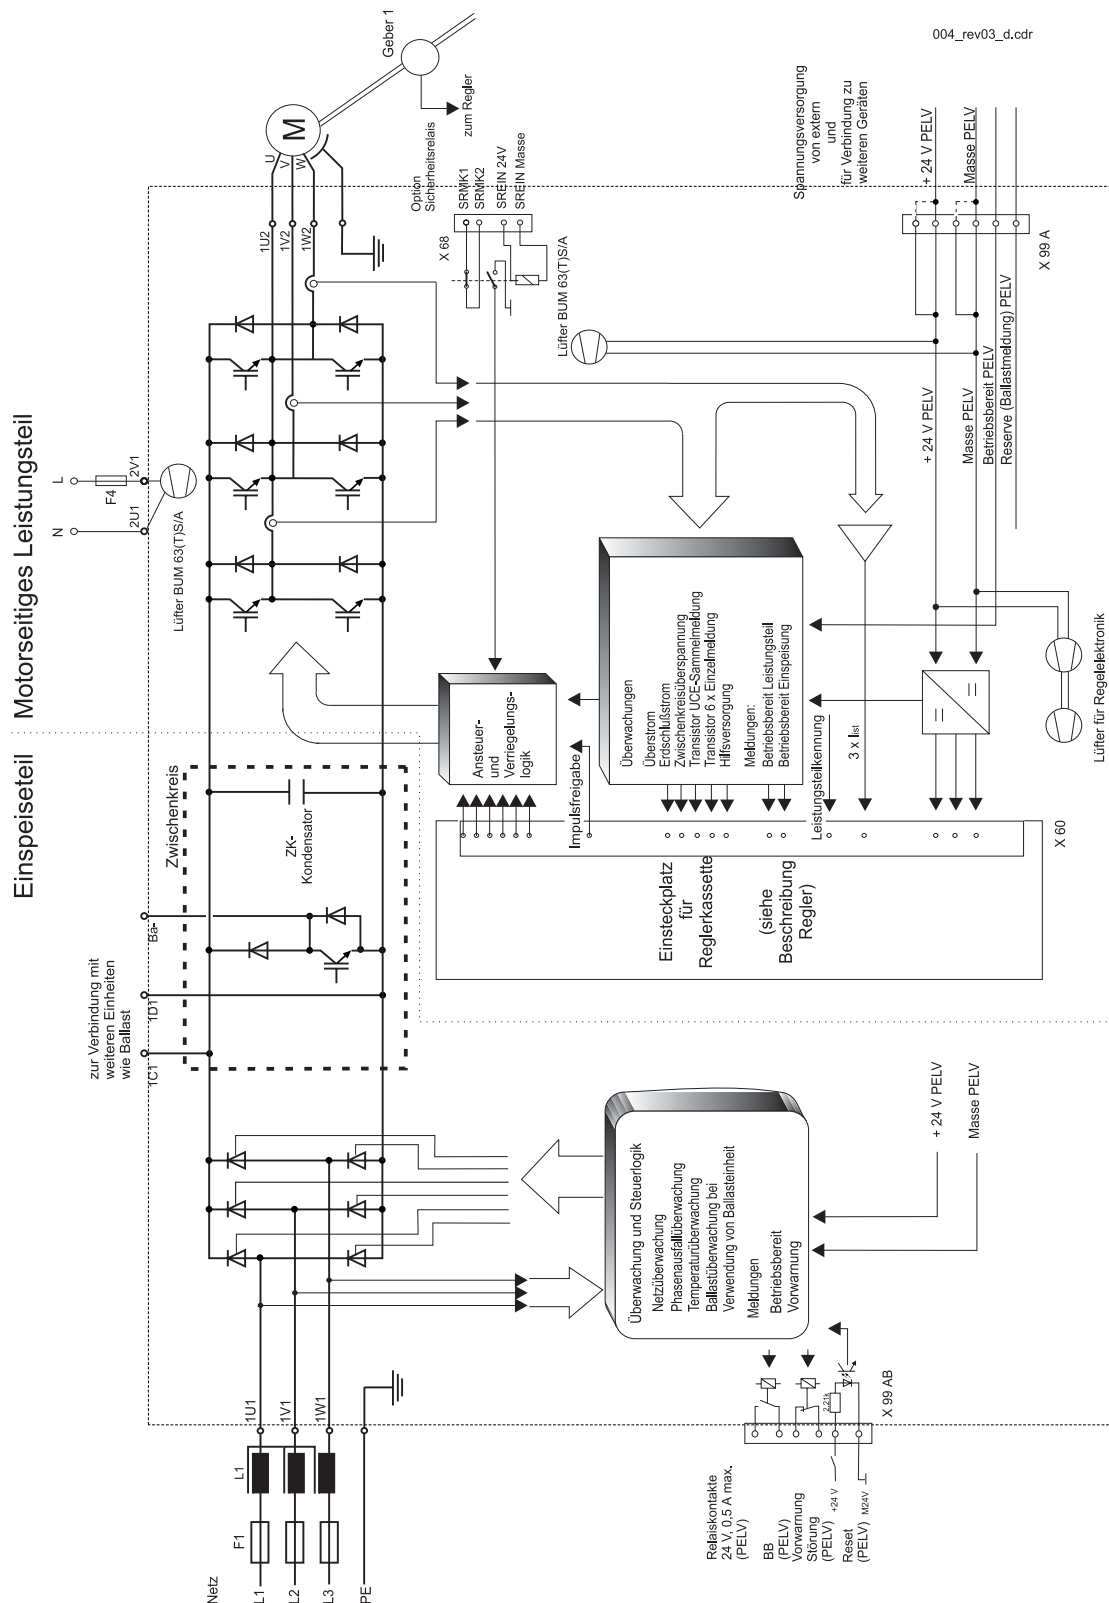 004_rev03_d.cdr
Motorseitiges Leistungsteil
Einspeiseteil
Geber 1
zum Regler
M
U
V
W
1U2
1V2
1W2
Option
Sicherheitsrelais
SRMK1
SRMK2
SREIN 24V
SREIN Masse
X 68
Lüfter BUM 63(T)S/A
Spannungsversorgung
von extern
und
für Verbindung zu
weiteren Geräten
+ 24 V PELV
Masse PELV
X 99 A
+ 24 V PELV
Masse PELV
Betriebsbereit PELV
Reserve (Ballastmeldung) PELV
L
N
F4
2V1
2U1
Lüfter BUM 63(T)S/A
Ansteuer-
und
Verriegelungs-
logik
Überwachungen
Überstrom
Erdschlußstrom
Zwischenkreisüberspannung
Transistor UCE-Sammelmeldung
Transistor 6 x Einzelmeldung
Hilfsversorgung
Meldungen:
Betriebsbereit Leistungsteil
Betriebsbereit Einspeisung
Lüfter für Regelelektronik
Impulsfreigabe
Leistungsteilkennung
3 x Iist
X 60
Einsteckplatz
für
Reglerkassette
(siehe
Beschreibung
Regler)
Zwischenkreis
ZK-
Kondensator
Ba-
1D1
1C1
zur Verbindung mit
weiteren Einheiten
wie Ballast
Überwachung und Steuerlogik
Netzüberwachung
Phasenausfallüberwachung
Temperaturüberwachung
Ballastüberwachung bei
Verwendung von Ballasteinheit
Meldungen
Betriebsbereit
Vorwarnung
+ 24 V PELV
Masse PELV
X 99 AB
2,21k
Relaiskontakte
24 V, 0,5 A max.
(PELV)
BB
(PELV)
Vorwarnung
Störung
(PELV)
+24 V
Reset
(PELV)
M24V
1U1
1V1
1W1
L1
F1
Netz
L1
L2
L3
PE